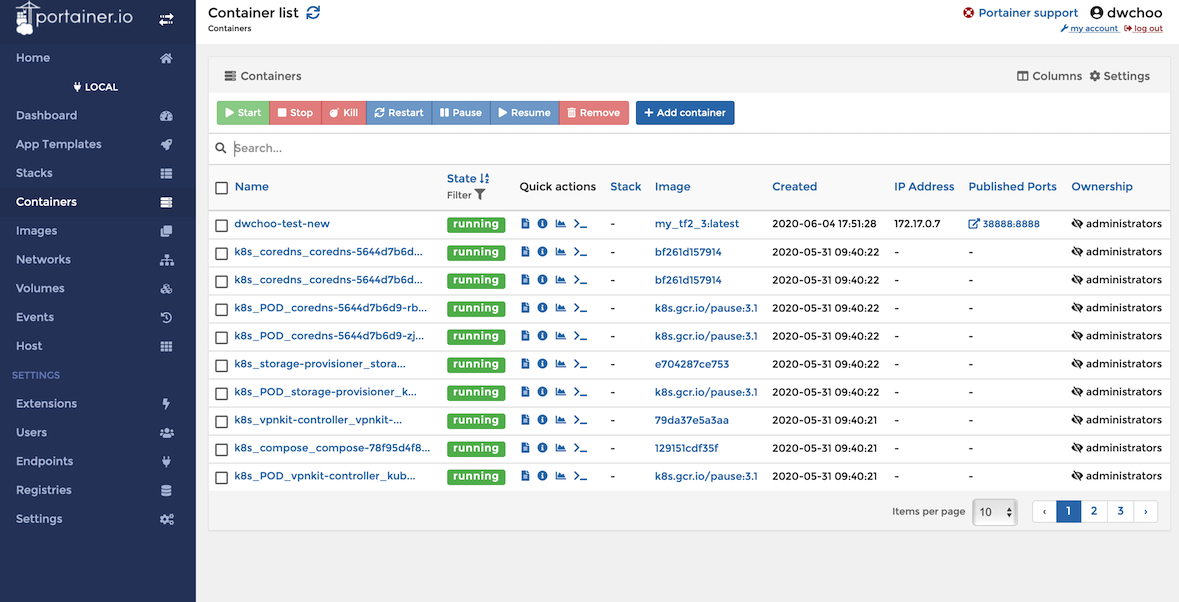 portainer.io
Home
LOCAL
Dashboard
App Templates
Stacks
Containers
Images
Networks
Volumes
Events
Host
SETTINGS
Extensions
Users
Endpoints
Registries
Settings
Container list
Containers
Portainer support dwchoo
my account log out
Containers Columns Settings
Start Stop Kill Restart Pause Resume Remove Add container
Search...
Name State Filter Quick actions Stack Image Created IP Address Published Ports Ownership
dwchoo-test-new running - my_tf2_3:latest 2020-06-04 17:51:28 172.17.0.7 38888:8888 administrators
k8s_coredns_coredns-5644d7b6d... running - bf261d157914 2020-05-31 09:40:22 - - administrators
k8s_coredns_coredns-5644d7b6d... running - bf261d157914 2020-05-31 09:40:22 - - administrators
k8s_POD_coredns-5644d7b6d9-rb... running - k8s.gcr.io/pause:3.1 2020-05-31 09:40:22 - - administrators
k8s_POD_coredns-5644d7b6d9-zj... running - k8s.gcr.io/pause:3.1 2020-05-31 09:40:22 - - administrators
k8s_storage-provisioner_stora... running - e704287ce753 2020-05-31 09:40:22 - - administrators
k8s_POD_storage-provisioner_k... running - k8s.gcr.io/pause:3.1 2020-05-31 09:40:22 - - administrators
k8s_vpnkit-controller_vpnkit-... running - 79da37e5a3aa 2020-05-31 09:40:21 - - administrators
k8s_compose_compose-78f95d4f8... running - 129151cdf35f 2020-05-31 09:40:21 - - administrators
k8s_POD_vpnkit-controller_kub... running - k8s.gcr.io/pause:3.1 2020-05-31 09:40:21 - - administrators
Items per page 10 ‹ 1 2 3 ›